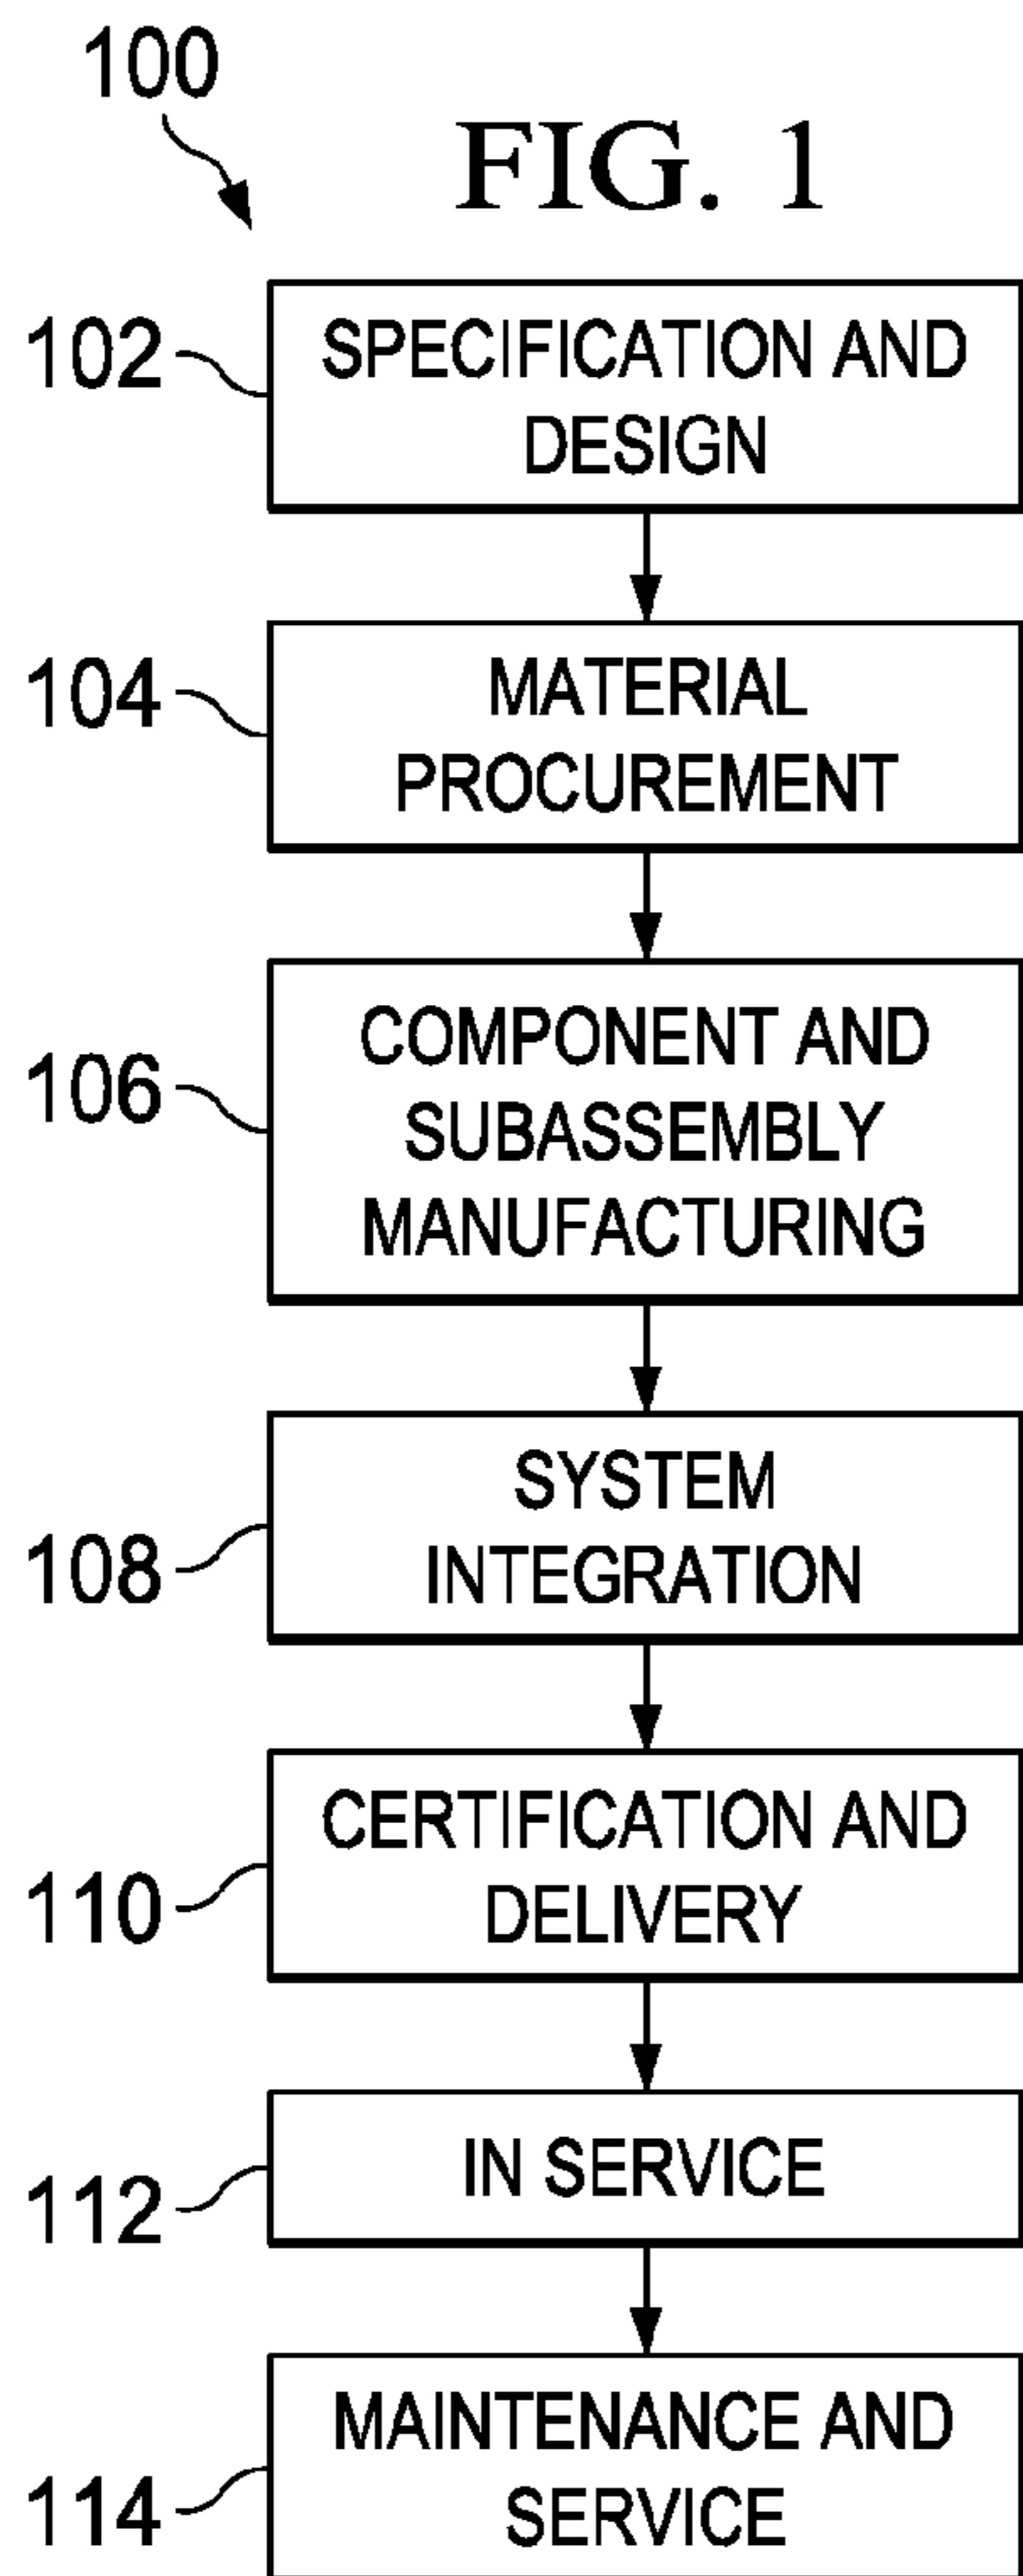 100
FIG. 1
102
SPECIFICATION AND
DESIGN
104
MATERIAL
PROCUREMENT
106
COMPONENT AND
SUBASSEMBLY
MANUFACTURING
108
SYSTEM
INTEGRATION
110
CERTIFICATION AND
DELIVERY
112
IN SERVICE
114
MAINTENANCE AND
SERVICE